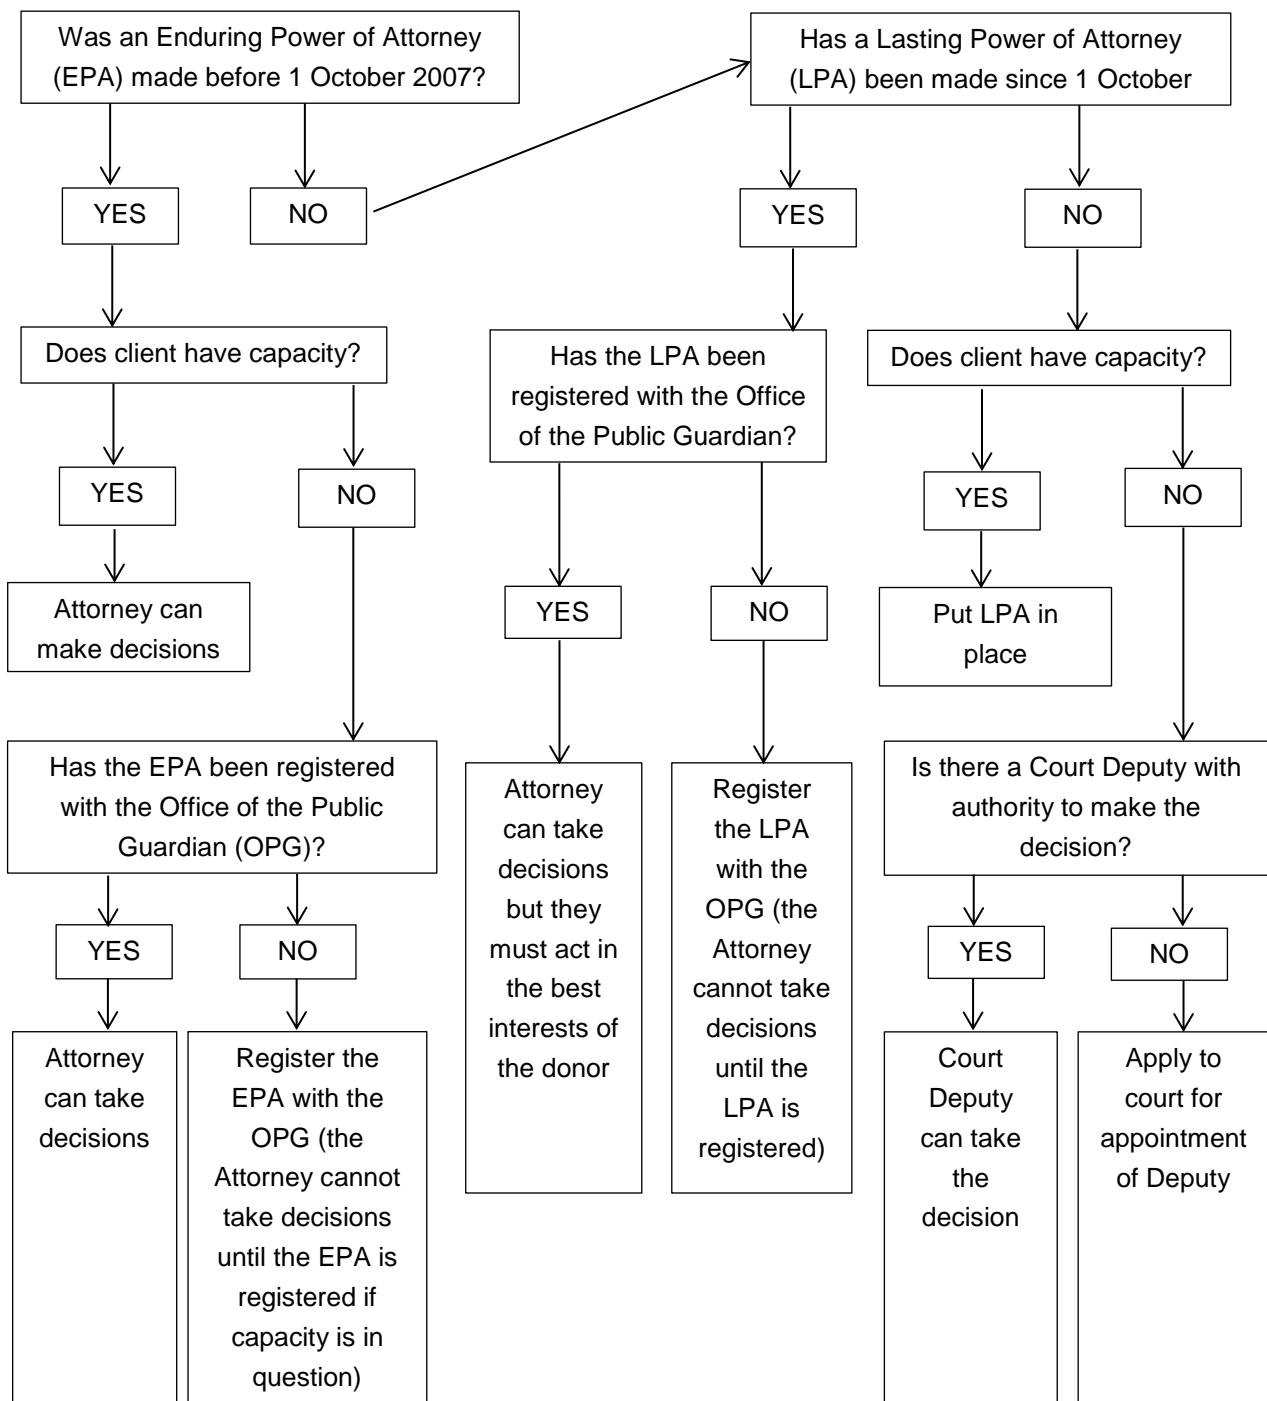 Was an Enduring Power of Attorney
(EPA) made before 1 October 2007?
Has a Lasting Power of Attorney
(LPA) been made since 1 October
YES
NO
YES
NO
Does client have capacity?
Has the LPA been
registered with the Office
of the Public Guardian?
Does client have capacity?
YES
NO
YES
NO
Attorney can
make decisions
YES
NO
Put LPA in
place
Has the EPA been registered
with the Office of the Public
Guardian (OPG)?
Attorney
can take
decisions
but they
must act in
the best
interests of
the donor
Register
the LPA
with the
OPG (the
Attorney
cannot take
decisions
until the
LPA is
registered)
Is there a Court Deputy with
authority to make the
decision?
YES
NO
YES
NO
Attorney
can take
decisions
Register the
EPA with the
OPG (the
Attorney cannot
take decisions
until the EPA is
registered if
capacity is in
question)
Court
Deputy
can take
the
decision
Apply to
court for
appointment
of Deputy